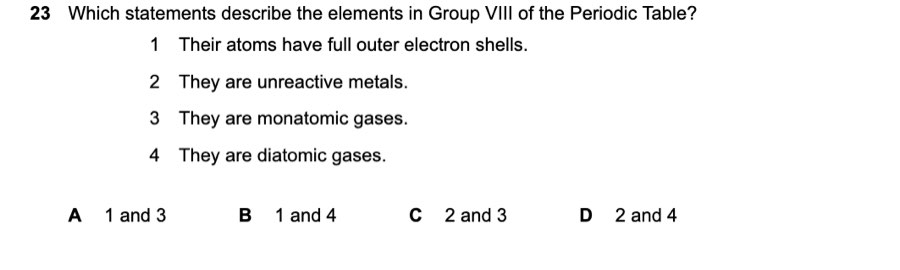 23 Which statements describe the elements in Group VIII of the Periodic Table?
1 Their atoms have full outer electron shells.
2 They are unreactive metals.
3 They are monatomic gases.
4 They are diatomic gases.
A 1 and 3 B 1 and 4 C 2 and 3 D 2 and 4